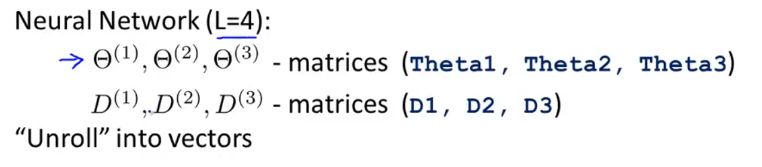 Neural Network (L=4):
→ Θ⁽¹⁾, Θ⁽²⁾, Θ⁽³⁾ - matrices (Theta1, Theta2, Theta3)
D⁽¹⁾, D⁽²⁾, D⁽³⁾ - matrices (D1, D2, D3)
“Unroll” into vectors